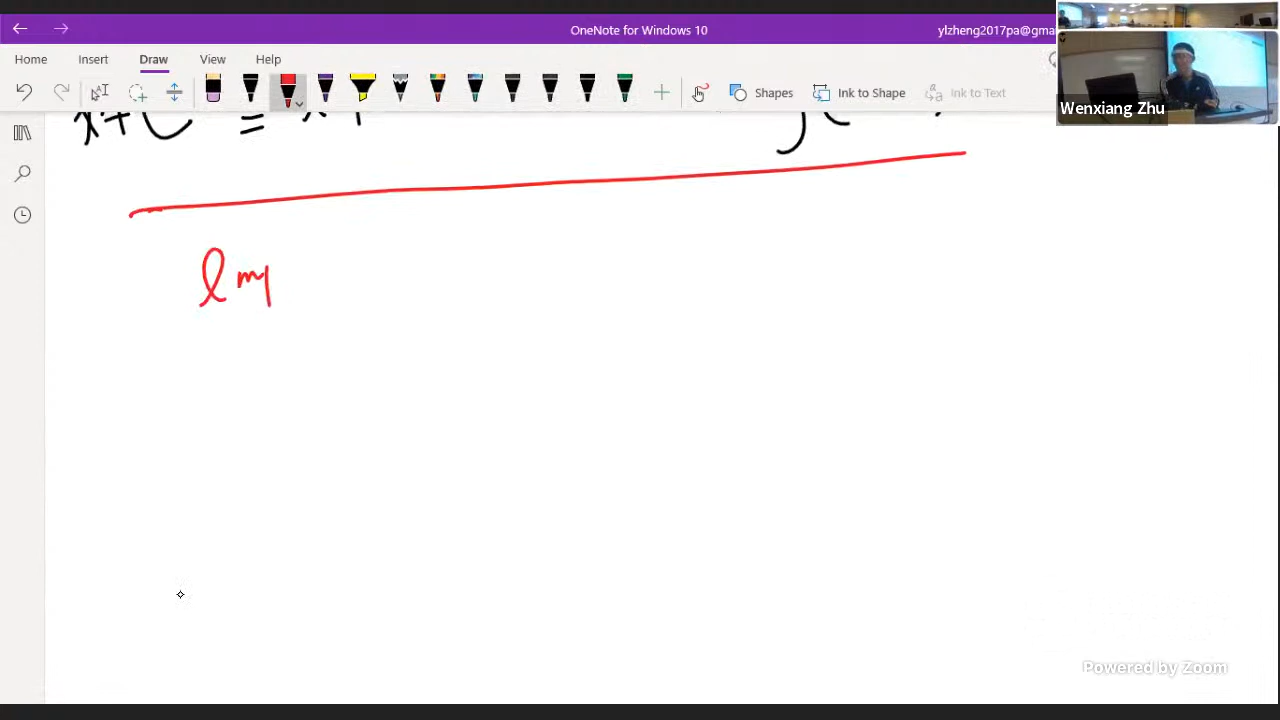 OneNote for Windows 10
ylzheng2017pa@gma
Home Insert Draw View Help
Shapes Ink to Shape Ink to Text
Wenxiang Zhu
x+
=
Powered by Zoom